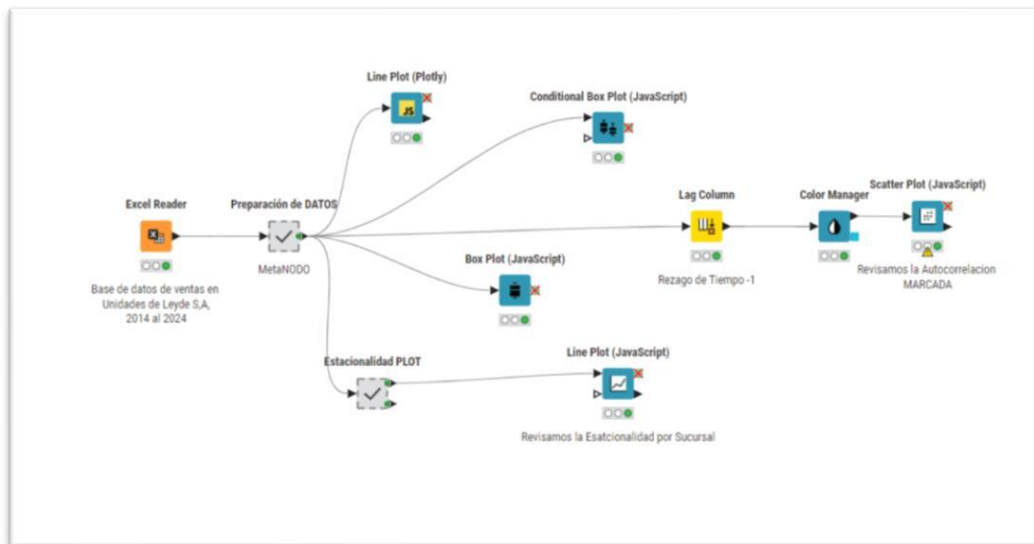 Line Plot (Plotly)
JS
Conditional Box Plot (JavaScript)
Excel Reader
Preparación de DATOS
Lag Column
Color Manager
Scatter Plot (JavaScript)
MetaNODO
Box Plot (JavaScript)
Rezago de Tiempo -1
Revisamos la Autocorrelacion
MARCADA
Base de datos de ventas en
Unidades de Leyde S,A,
2014 al 2024
Estacionalidad PLOT
Line Plot (JavaScript)
Revisamos la Esatcionalidad por Sucursal